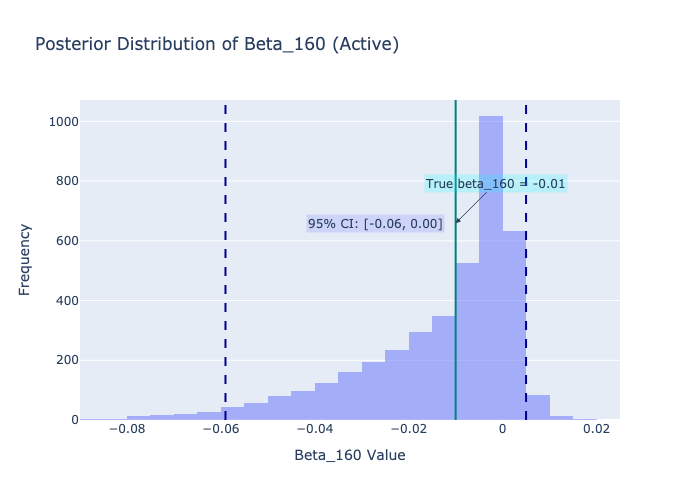 Posterior Distribution of Beta_160 (Active)
1000
800
600
400
200
0
Frequency
True beta_160 = -0.01
95% CI: [-0.06, 0.00]
−0.08
−0.06
−0.04
−0.02
0
0.02
Beta_160 Value